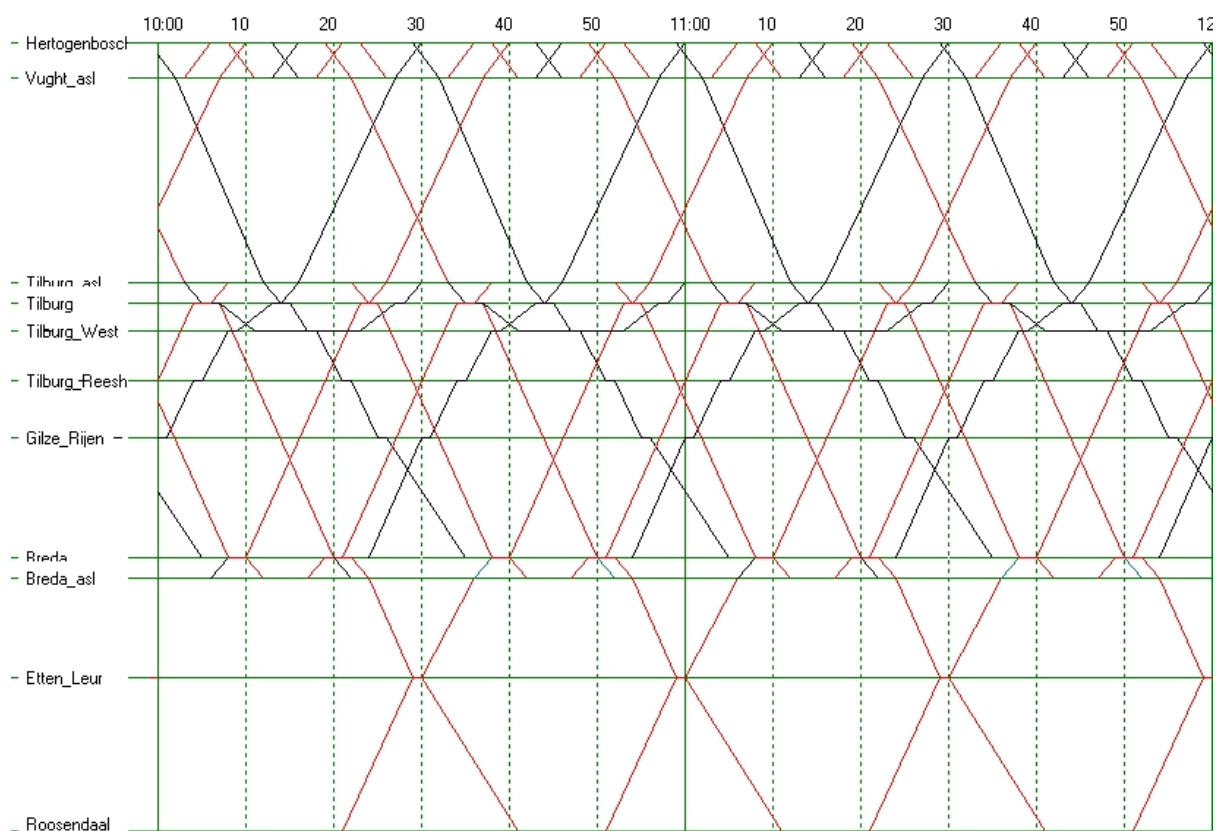 10:00 10 20 30 40 50 11:00 10 20 30 40 50 12
Hertogenbosch
Vught_asl
Tilburg_asl
Tilburg
Tilburg_West
Tilburg_Reesh
Gilze_Rijen
Breda
Breda_asl
Etten_Leur
Roosendaal